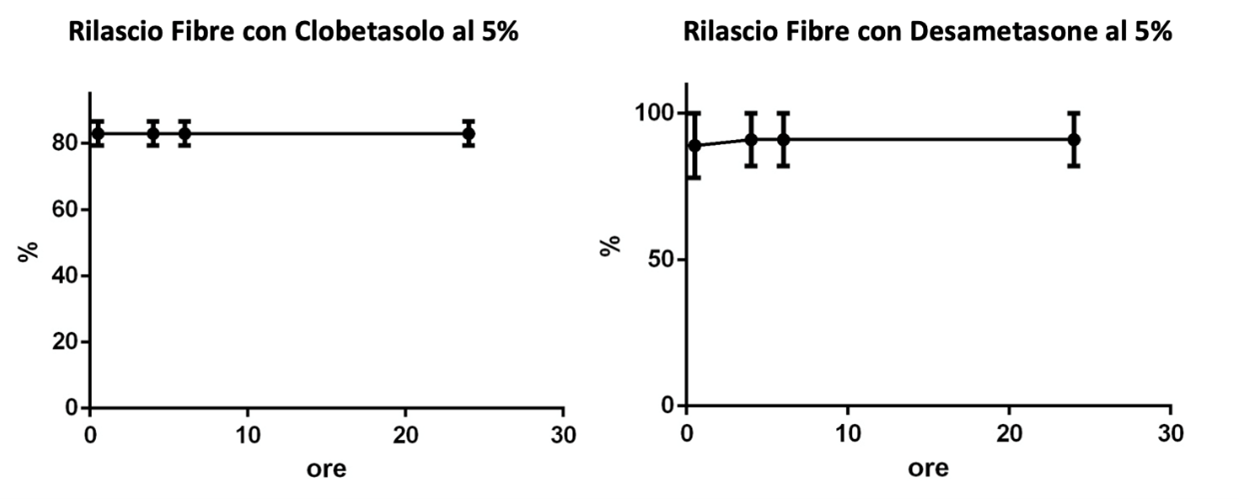 Rilascio Fibre con Clobetasolo al 5%
80
60
40
20
0
%
0 10 20 30
ore
Rilascio Fibre con Desametasone al 5%
100
50
0
%
0 10 20 30
ore